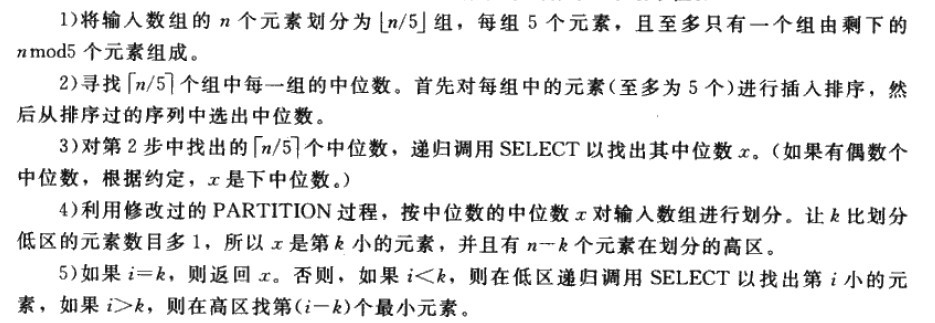 1)将输入数组的 n 个元素划分为⌊n/5⌋组，每组 5 个元素，且至多只有一个组由剩下的
nmod5 个元素组成。
2)寻找⌈n/5⌉个组中每一组的中位数。首先对每组中的元素(至多为 5 个)进行插入排序，然
后从排序过的序列中选出中位数。
3)对第 2 步中找出的⌈n/5⌉个中位数，递归调用 SELECT 以找出其中位数 x。(如果有偶数个
中位数，根据约定，x 是下中位数。)
4)利用修改过的 PARTITION 过程，按中位数的中位数 x 对输入数组进行划分。让 k 比划分
低区的元素数目多 1，所以 x 是第 k 小的元素，并且有 n－k 个元素在划分的高区。
5)如果 i=k，则返回 x。否则，如果 i<k，则在低区递归调用 SELECT 以找出第 i 小的元
素，如果 i>k，则在高区找第(i－k)个最小元素。